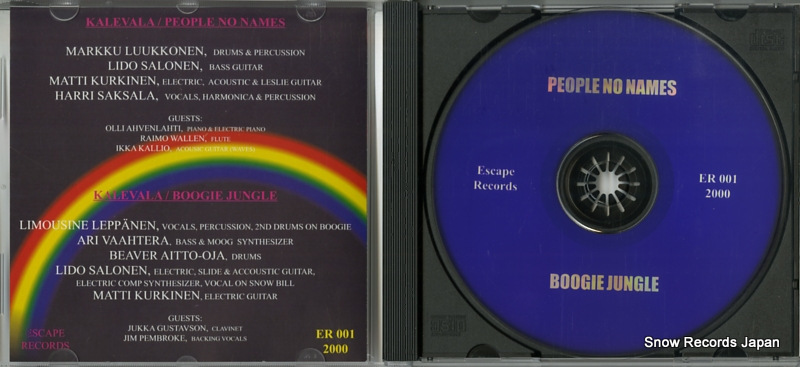 KALEVALA / PEOPLE NO NAMES
MARKKU LUUKKONEN, DRUMS & PERCUSSION
LIDO SALONEN, BASS GUITAR
MATTI KURKINEN, ELECTRIC, ACOUSTIC & LESLIE GUITAR
HARRI SAKSALA, VOCALS, HARMONICA & PERCUSSION
GUESTS:
OLLI AHVENLAHTI, PIANO & ELECTRIC PIANO
RAIMO WALLEN, FLUTE
IKKA KALLIO, ACOUSIC GUITAR (WAVES)
KALEVALA / BOOGIE JUNGLE
LIMOUSINE LEPPÄNEN, VOCALS, PERCUSSION, 2ND DRUMS ON BOOGIE
ARI VAAHTERA, BASS & MOOG SYNTHESIZER
BEAVER AITTO-OJA, DRUMS
LIDO SALONEN, ELECTRIC, SLIDE & ACCOUSTIC GUITAR,
ELECTRIC COMP SYNTHESIZER, VOCAL ON SNOW BILL
MATTI KURKINEN, ELECTRIC GUITAR
GUESTS:
JUKKA GUSTAVSON, CLAVINET
JIM PEMBROKE, BACKING VOCALS
ESCAPE
RECORDS
ER 001
2000
PEOPLE NO NAMES
Escape
Records
ER 001
2000
BOOGIE JUNGLE
Snow Records Japan